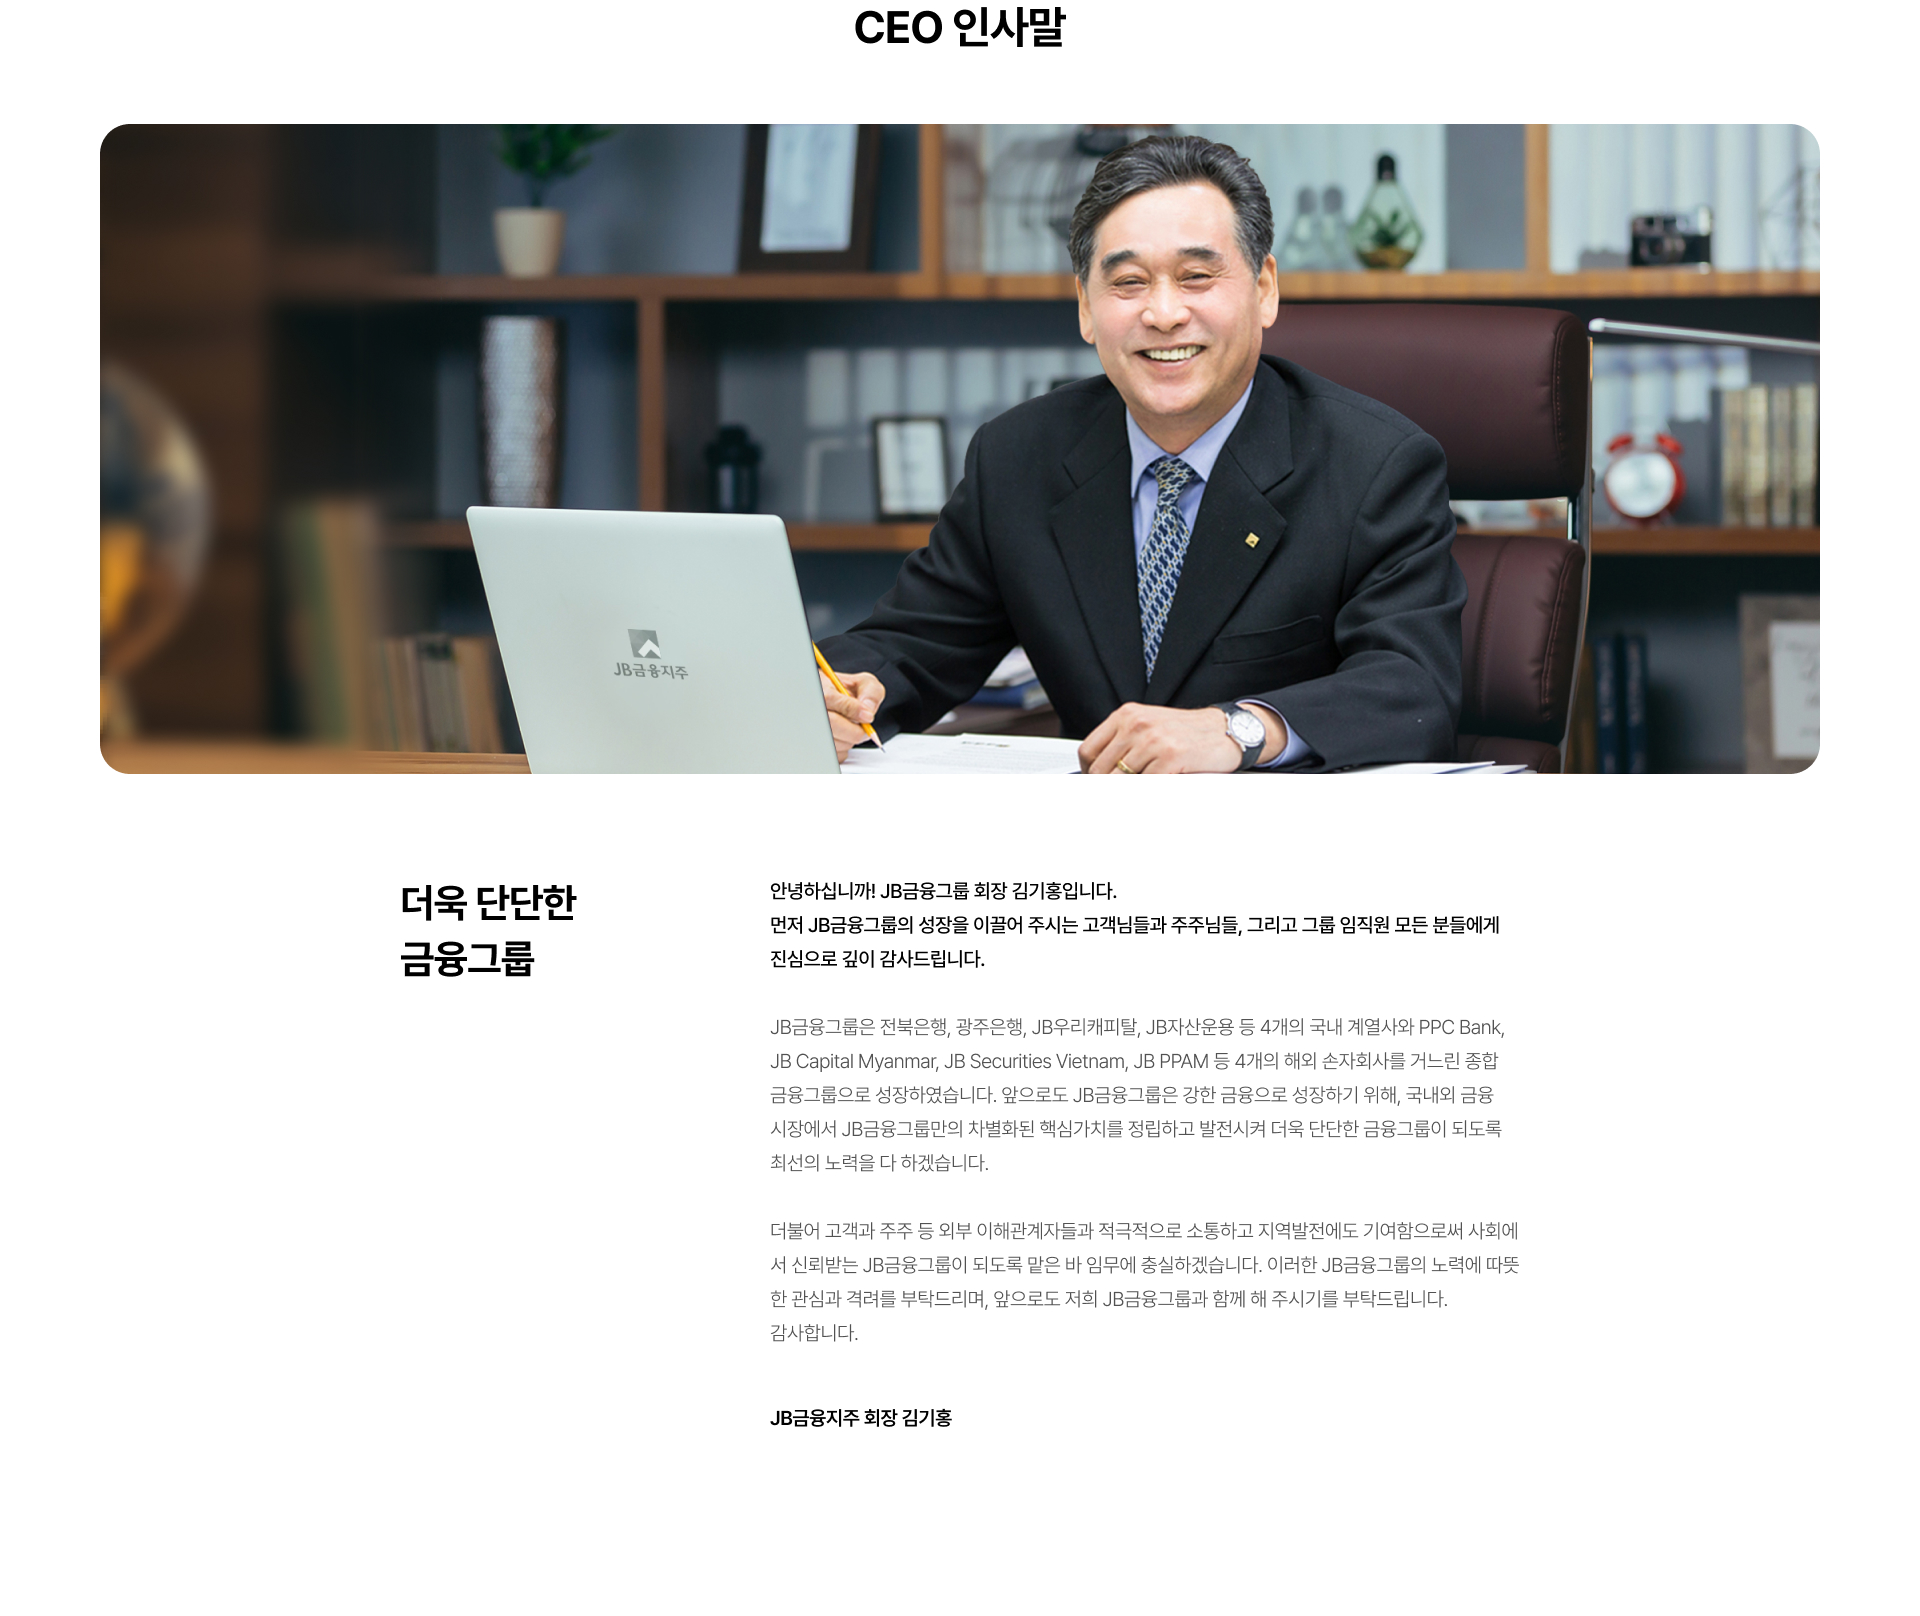 CEO 인사말
JB금융지주
더욱 단단한
금융그룹
안녕하십니까! JB금융그룹 회장 김기홍입니다.
먼저 JB금융그룹의 성장을 이끌어 주시는 고객님들과 주주님들, 그리고 그룹 임직원 모든 분들에게
진심으로 깊이 감사드립니다.
JB금융그룹은 전북은행, 광주은행, JB우리캐피탈, JB자산운용 등 4개의 국내 계열사와 PPC Bank,
JB Capital Myanmar, JB Securities Vietnam, JB PPAM 등 4개의 해외 손자회사를 거느린 종합
금융그룹으로 성장하였습니다. 앞으로도 JB금융그룹은 강한 금융으로 성장하기 위해, 국내외 금융
시장에서 JB금융그룹만의 차별화된 핵심가치를 정립하고 발전시켜 더욱 단단한 금융그룹이 되도록
최선의 노력을 다 하겠습니다.
더불어 고객과 주주 등 외부 이해관계자들과 적극적으로 소통하고 지역발전에도 기여함으로써 사회에
서 신뢰받는 JB금융그룹이 되도록 맡은 바 임무에 충실하겠습니다. 이러한 JB금융그룹의 노력에 따뜻
한 관심과 격려를 부탁드리며, 앞으로도 저희 JB금융그룹과 함께 해 주시기를 부탁드립니다.
감사합니다.
JB금융지주 회장 김기홍